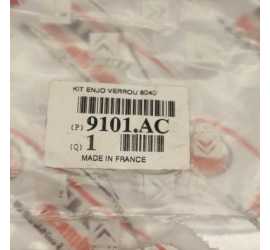 KIT ENJO VERROU 8040
(P) 9101.AC
(Q) 1
MADE IN FRANCE